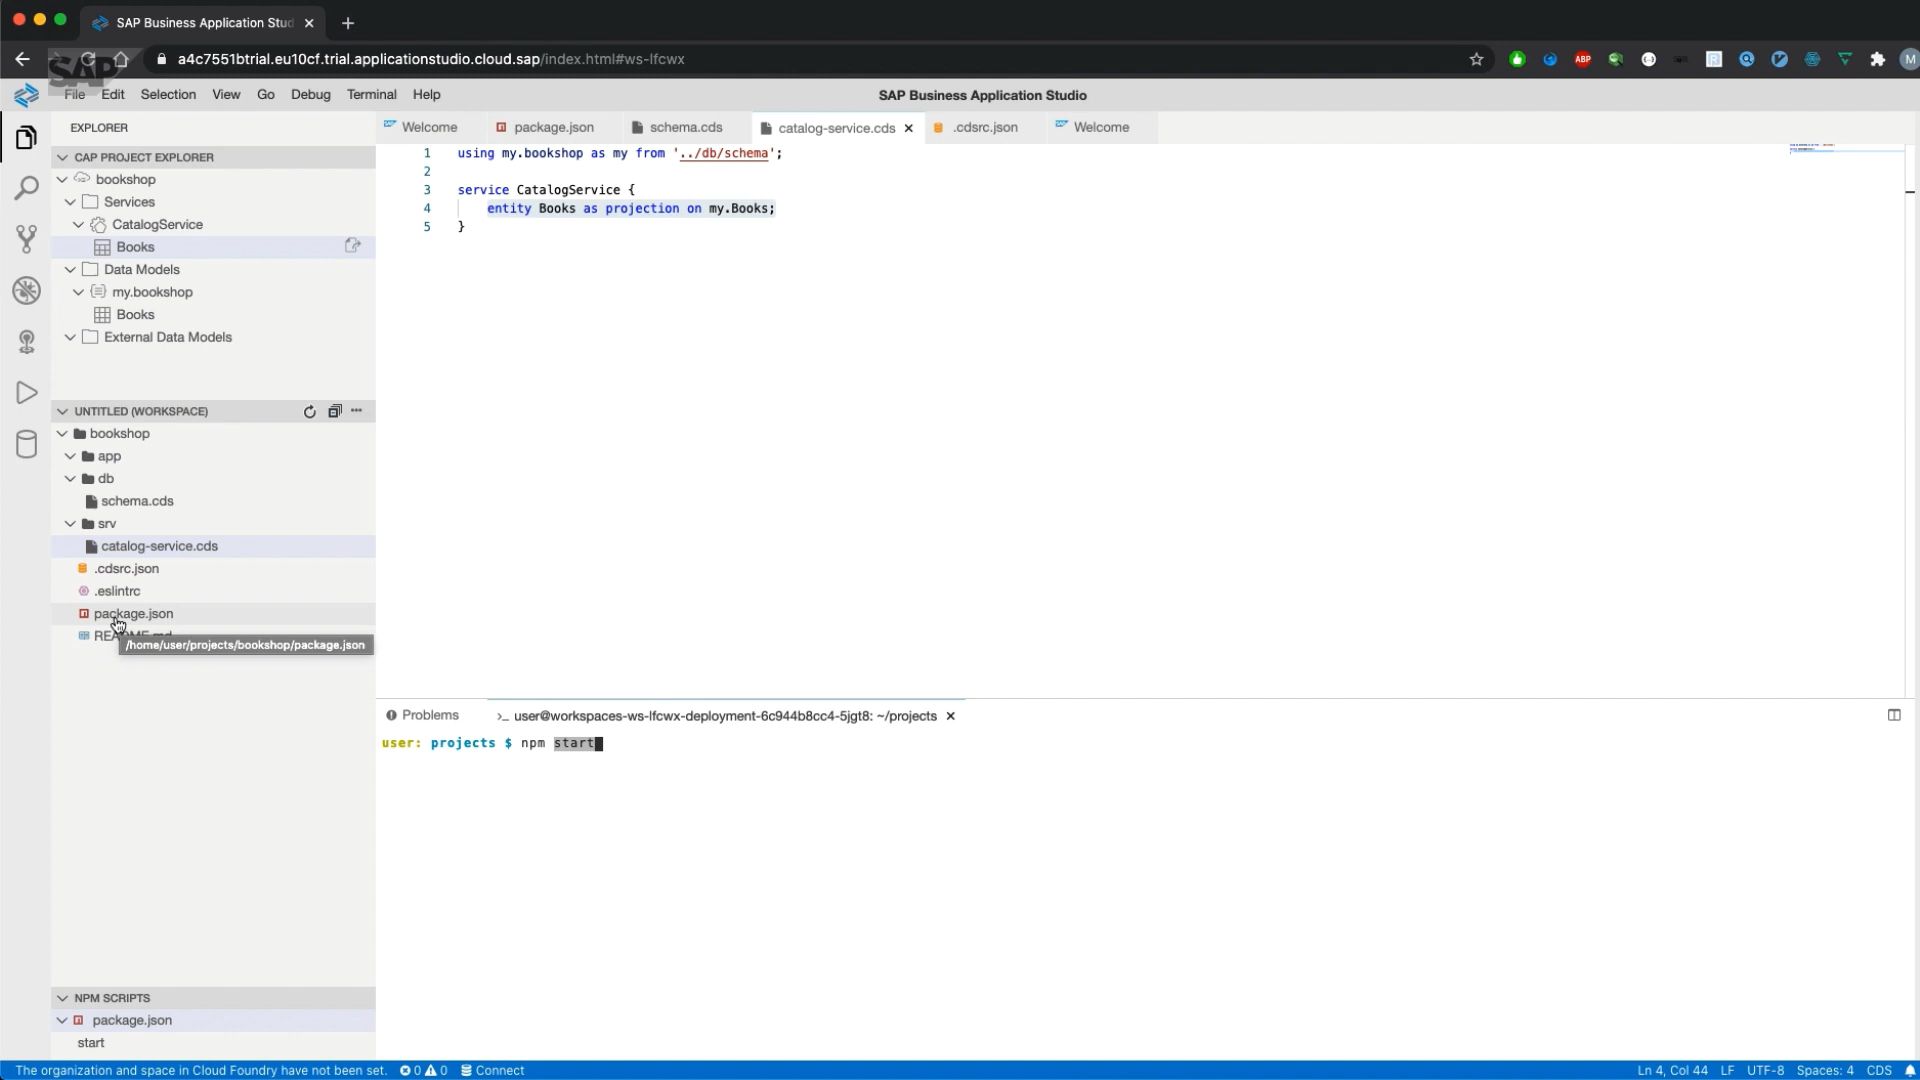 SAP Business Application Stud
a4c7551btrial.eu10cf.trial.applicationstudio.cloud.sap/index.html#ws-lfcwx
ABP
M
SAP
File Edit Selection View Go Debug Terminal Help
SAP Business Application Studio
EXPLORER
CAP PROJECT EXPLORER
bookshop
Services
CatalogService
Books
Data Models
my.bookshop
Books
External Data Models
UNTITLED (WORKSPACE)
bookshop
app
db
schema.cds
srv
catalog-service.cds
.cdsrc.json
.eslintrc
package.json
README.md
/home/user/projects/bookshop/package.json
NPM SCRIPTS
package.json
start
Welcome package.json schema.cds catalog-service.cds .cdsrc.json Welcome
1 using my.bookshop as my from '../db/schema';
2
3 service CatalogService {
4 entity Books as projection on my.Books;
5 }
Problems >_ user@workspaces-ws-lfcwx-deployment-6c944b8cc4-5jgt8: ~/projects
user: projects $ npm start
The organization and space in Cloud Foundry have not been set. 0 0 Connect
Ln 4, Col 44 LF UTF-8 Spaces: 4 CDS